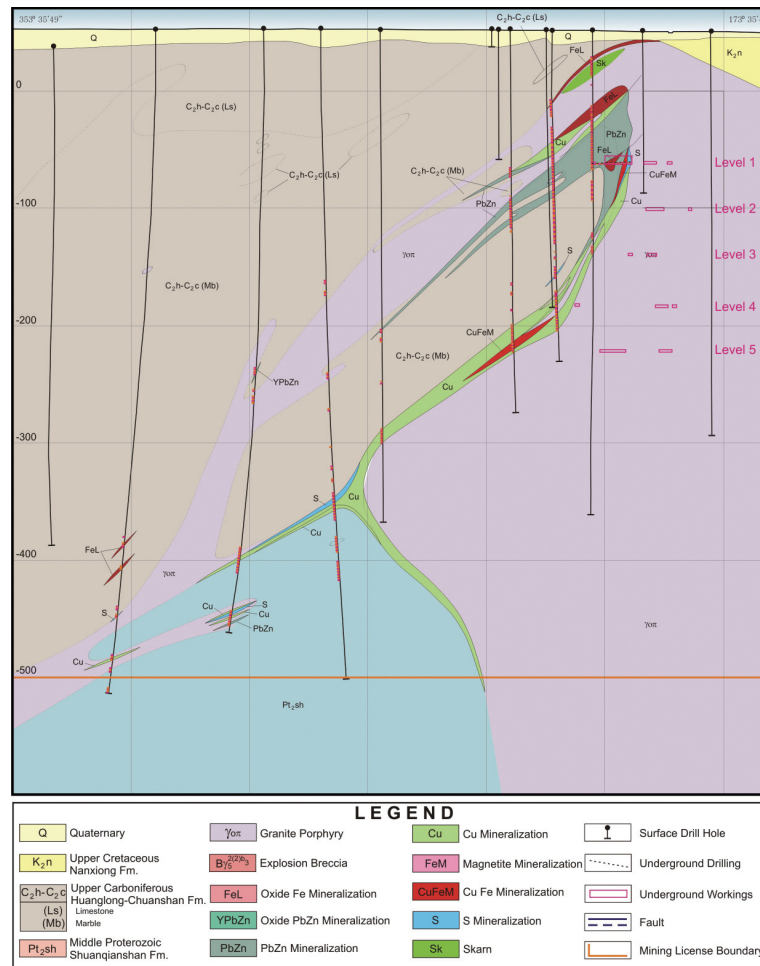 353° 35'49"
173° 35'4
C₂h-C₂c (Ls)
Q
Q
K₂n
FeL
Sk
0
FeL
C₂h-C₂c (Ls)
Cu
PbZn
FeL
S
Level 1
C₂h-C₂c (Mb)
CuFeM
C₂h-C₂c (Ls)
PbZn
Cu
-100
Level 2
S
γοπ
γοπ
Level 3
C₂h-C₂c (Mb)
-200
Level 4
CuFeM
Level 5
C₂h-C₂c (Mb)
YPbZn
Cu
-300
S
Cu
Cu
FeL
-400
γοπ
S
Cu
S
Cu
PbZn
γοπ
Cu
-500
Pt₂sh
LEGEND
Q Quaternary
γοπ Granite Porphyry
Cu Cu Mineralization
Surface Drill Hole
K₂n Upper Cretaceous
Nanxiong Fm.
Bγ₅²⁽²⁾ᵇ₃ Explosion Breccia
FeM Magnetite Mineralization
Underground Drilling
C₂h-C₂c Upper Carboniferous
Huanglong-Chuanshan Fm.
(Ls) Limestone
(Mb) Marble
FeL Oxide Fe Mineralization
CuFeM Cu Fe Mineralization
Underground Workings
YPbZn Oxide PbZn Mineralization
S S Mineralization
Fault
Pt₂sh Middle Proterozoic
Shuanqianshan Fm.
PbZn PbZn Mineralization
Sk Skarn
Mining License Boundary